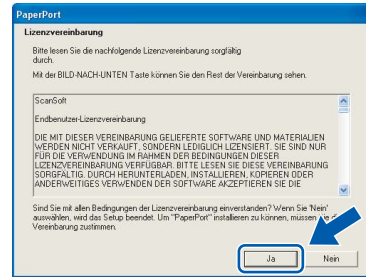 PaperPort
Lizenzvereinbarung
Bitte lesen Sie die nachfolgende Lizenzvereinbarung sorgfältig
durch.
Mit der BILD-NACH-UNTEN Taste können Sie den Rest der Vereinbarung sehen.
ScanSoft
Endbenutzer-Lizenzvereinbarung
DIE MIT DIESER VEREINBARUNG GELIEFERTE SOFTWARE UND MATERIALIEN
WERDEN NICHT VERKAUFT, SONDERN LEDIGLICH LIZENSIERT. SIE SIND NUR
FÜR DIE VERWENDUNG IM RAHMEN DER BEDINGUNGEN DIESER
LIZENZVEREINBARUNG VERFÜGBAR. BITTE LESEN SIE DIESE VEREINBARUNG
SORGFÄLTIG. DURCH HERUNTERLADEN, INSTALLIEREN, KOPIEREN ODER
ANDERWEITIGES VERWENDEN DER SOFTWARE AKZEPTIEREN SIE DIE
Sind Sie mit allen Bedingungen der Lizenzvereinbarung einverstanden? Wenn Sie 'Nein'
auswählen, wird das Setup beendet. Um "PaperPort" installieren zu können, müssen
Vereinbarung zustimmen.
Ja
Nein